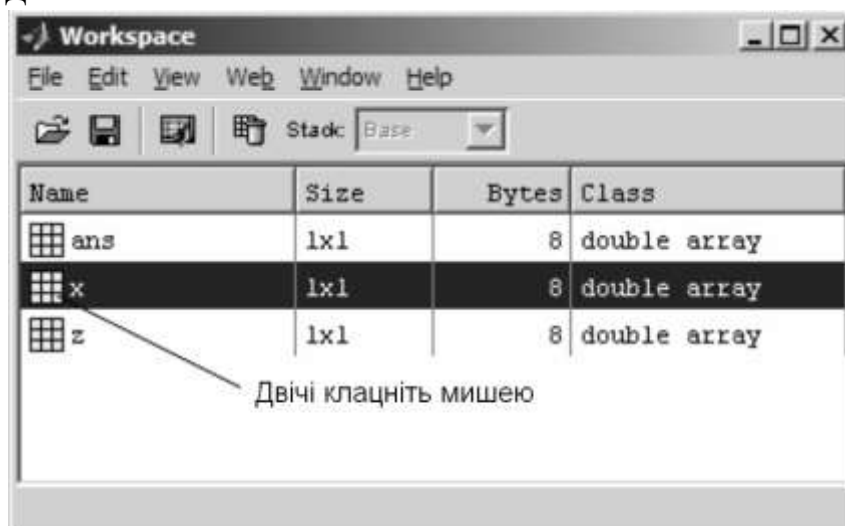 Workspace
File Edit View Web Window Help
Stack: Base
Name Size Bytes Class
ans 1x1 8 double array
x 1x1 8 double array
z 1x1 8 double array
Двічі клацніть мишею